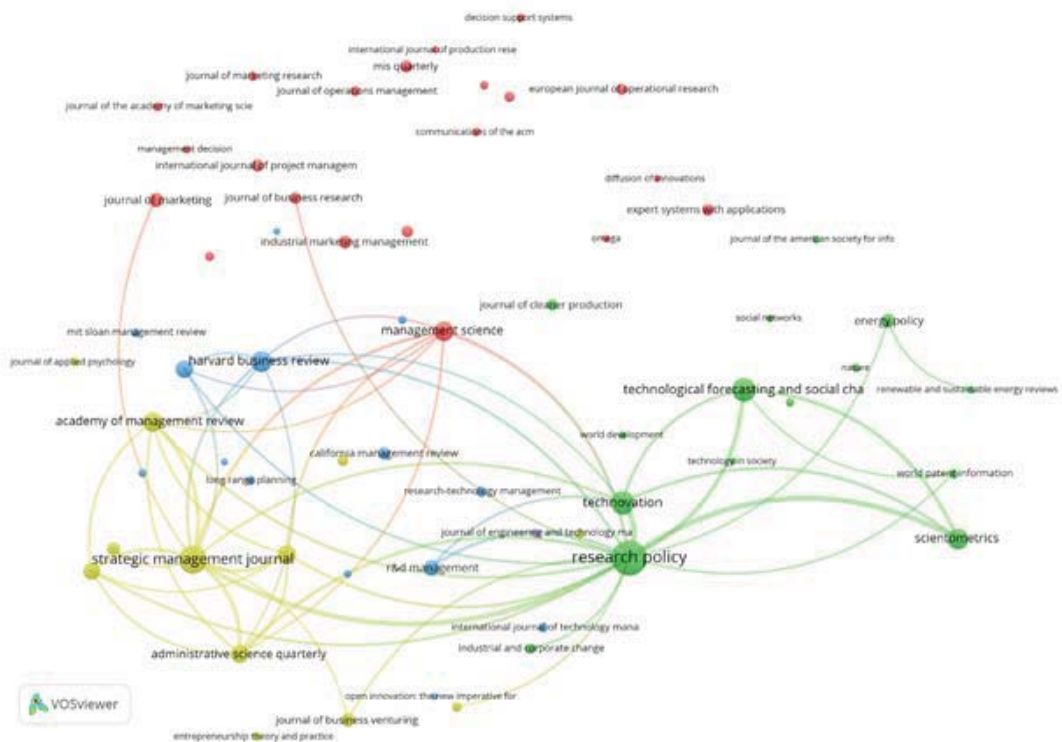 decision support systems
international journal of production rese
mis quarterly
journal of marketing research
journal of operations management
european journal of operational research
journal of the academy of marketing scie
communications of the acm
management decision
international journal of project managem
diffusion of innovations
journal of marketing
journal of business research
expert systems with applications
industrial marketing management
omega
journal of the american society for info
journal of cleaner production
social networks
energy policy
mit sloan management review
management science
journal of applied psychology
harvard business review
nature
technological forecasting and social cha
renewable and sustainable energy reviews
academy of management review
world development
california management review
technology in society
long range planning
world patent information
research-technology management
technovation
journal of engineering and technology ma
scientometrics
strategic management journal
research policy
r&d management
international journal of technology mana
industrial and corporate change
administrative science quarterly
open innovation: the new imperative for
VOSviewer
journal of business venturing
entrepreneurship theory and practice